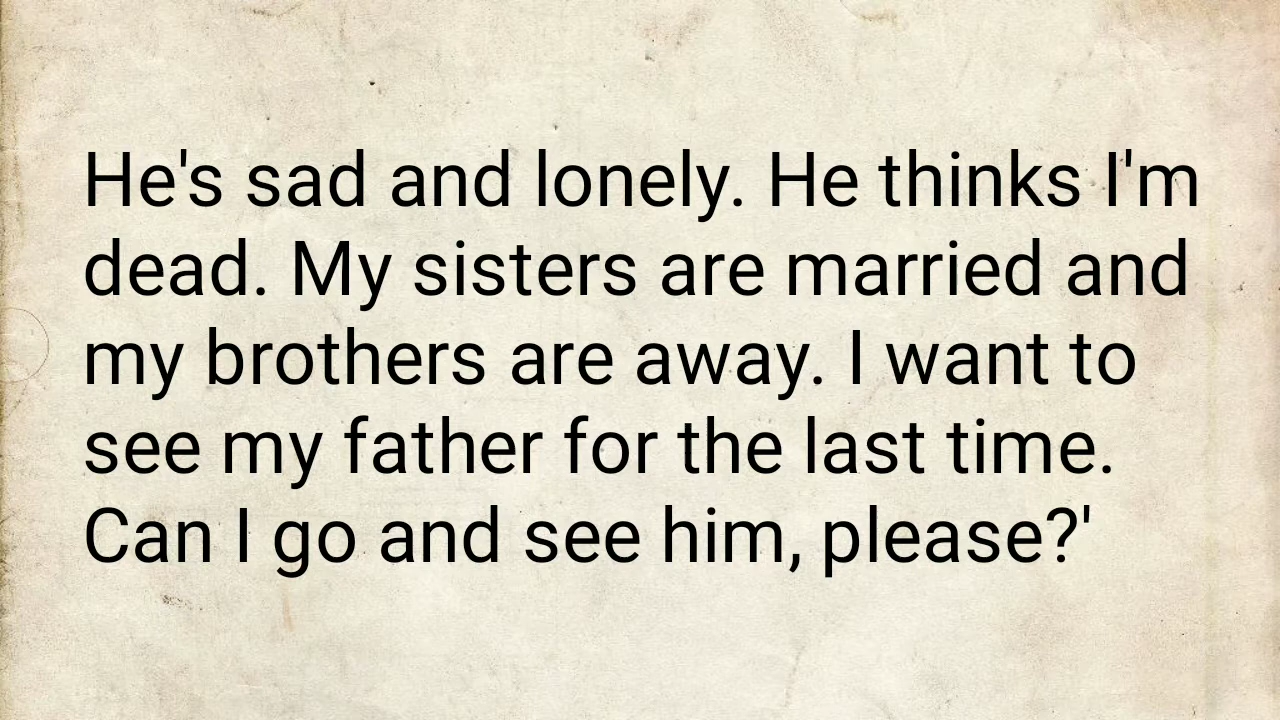 He's sad and lonely. He thinks I'm
dead. My sisters are married and
my brothers are away. I want to
see my father for the last time.
Can I go and see him, please?'